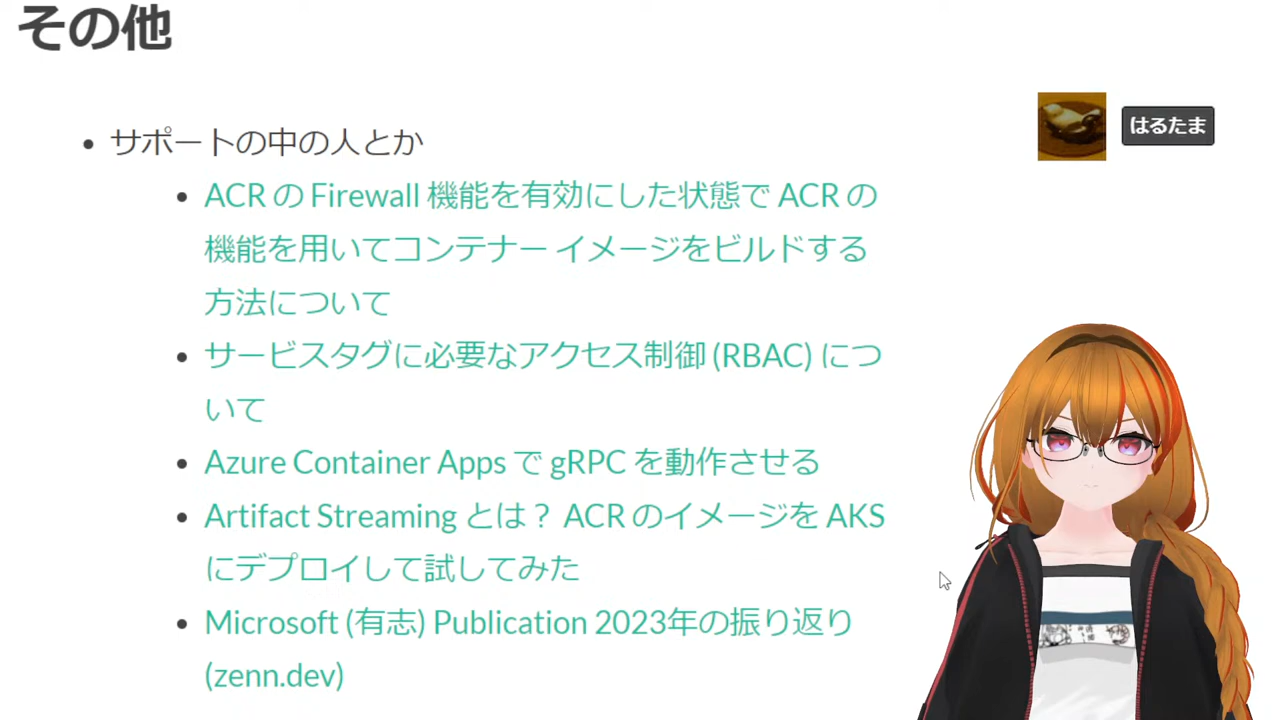 その他
サポートの中の人とか
ACR の Firewall 機能を有効にした状態で ACR の
機能を用いてコンテナー イメージをビルドする
方法について
サービスタグに必要なアクセス制御 (RBAC) につ
いて
Azure Container Apps で gRPC を動作させる
Artifact Streaming とは？ ACR のイメージを AKS
にデプロイして試してみた
Microsoft (有志) Publication 2023年の振り返り
(zenn.dev)
はるたま